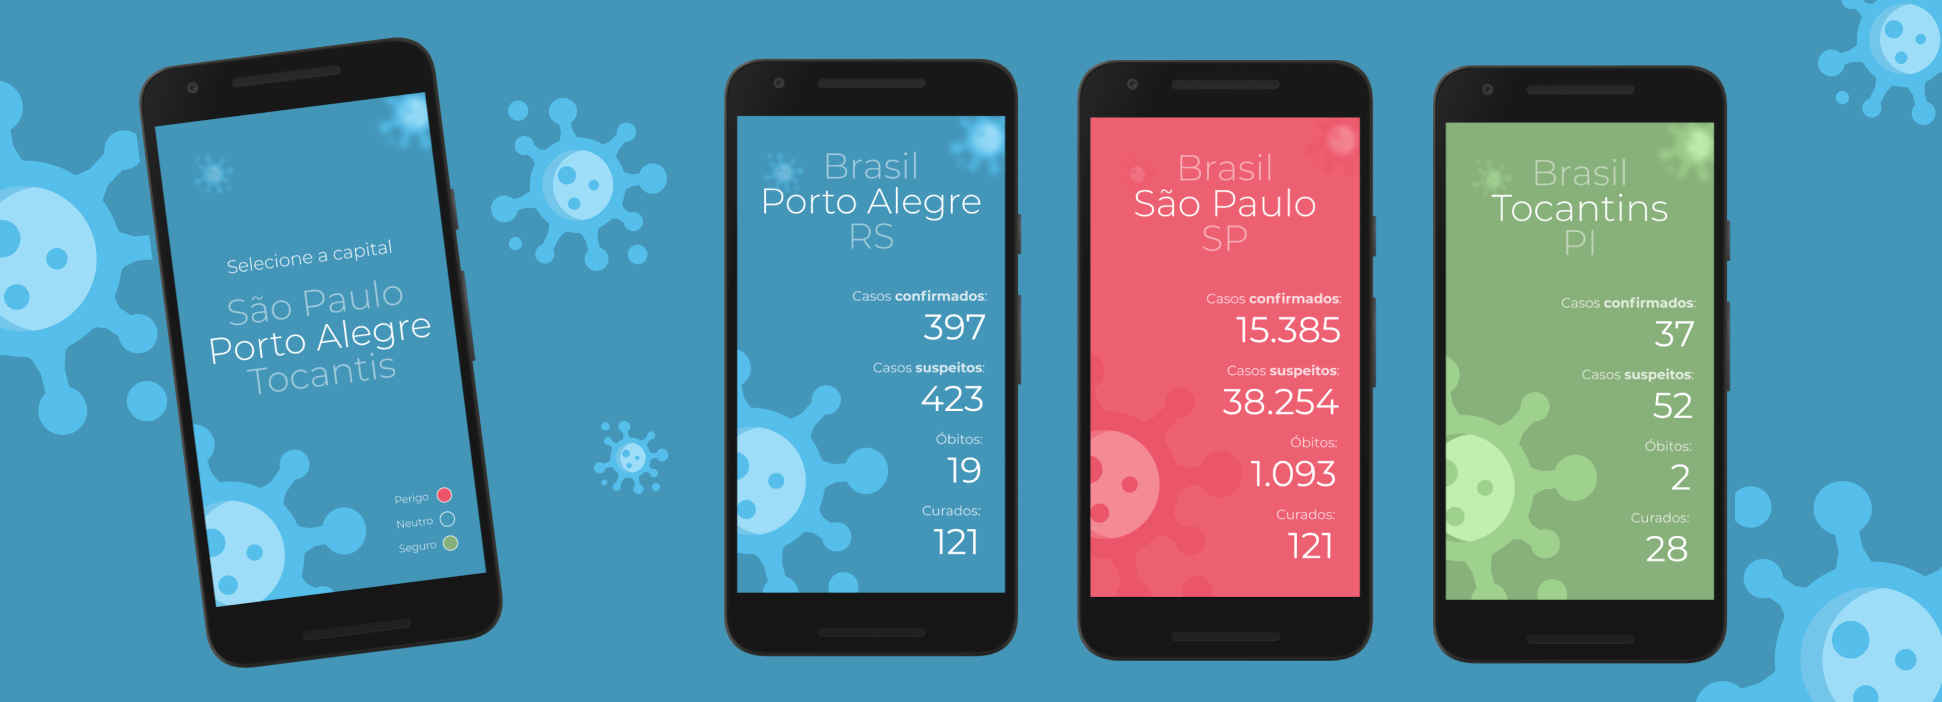 Selecione a capital
São Paulo
Porto Alegre
Tocantis
Perigo
Neutro
Seguro
Brasil
Porto Alegre
RS
Casos confirmados:
397
Casos suspeitos:
423
Óbitos:
19
Curados:
121
Brasil
São Paulo
SP
Casos confirmados:
15.385
Casos suspeitos:
38.254
Óbitos:
1.093
Curados:
121
Brasil
Tocantins
PI
Casos confirmados:
37
Casos suspeitos:
52
Óbitos:
2
Curados:
28